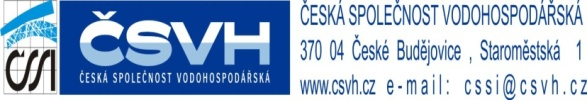 ČSSI
ČSVH
ČESKÁ SPOLEČNOST VODOHOSPODÁŘSKÁ
ČESKÁ SPOLEČNOST VODOHOSPODÁŘSKÁ
370 04 České Budějovice , Staroměstská 1
www.csvh.cz e-mail: cssi@csvh.cz